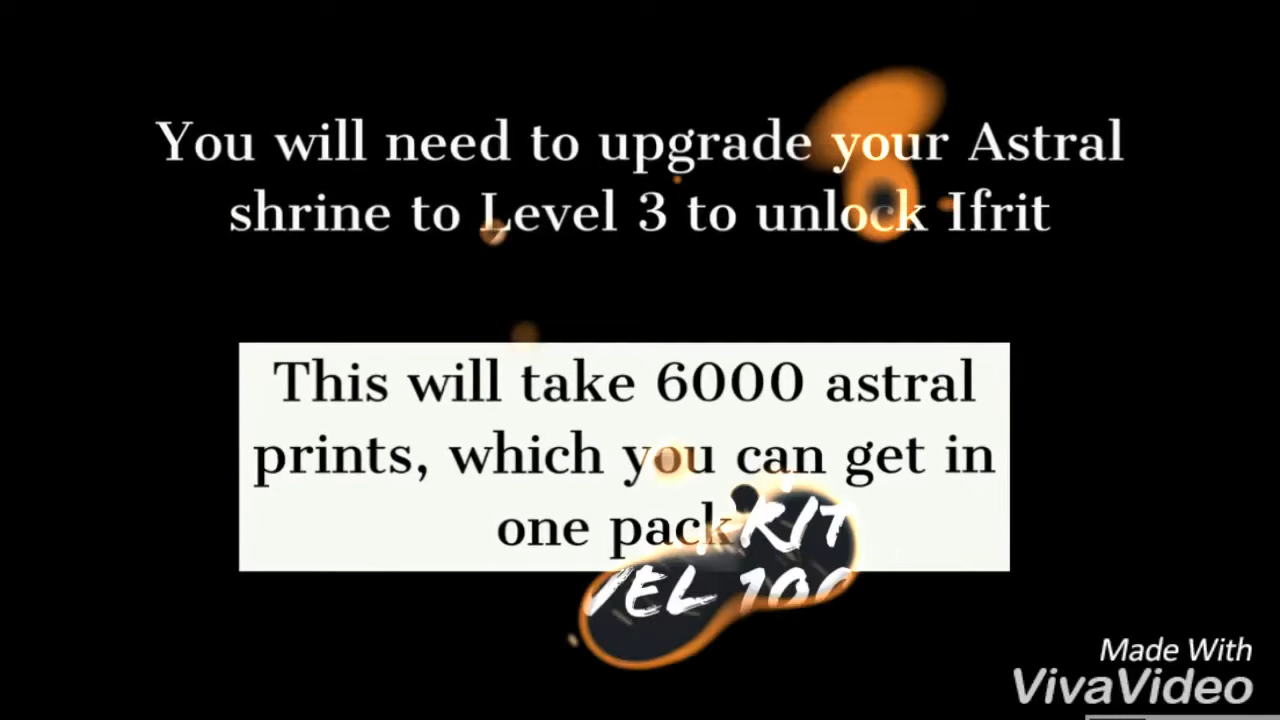 You will need to upgrade your Astral
shrine to Level 3 to unlock Ifrit
This will take 6000 astral
prints, which you can get in
one pack
Made With
VivaVideo